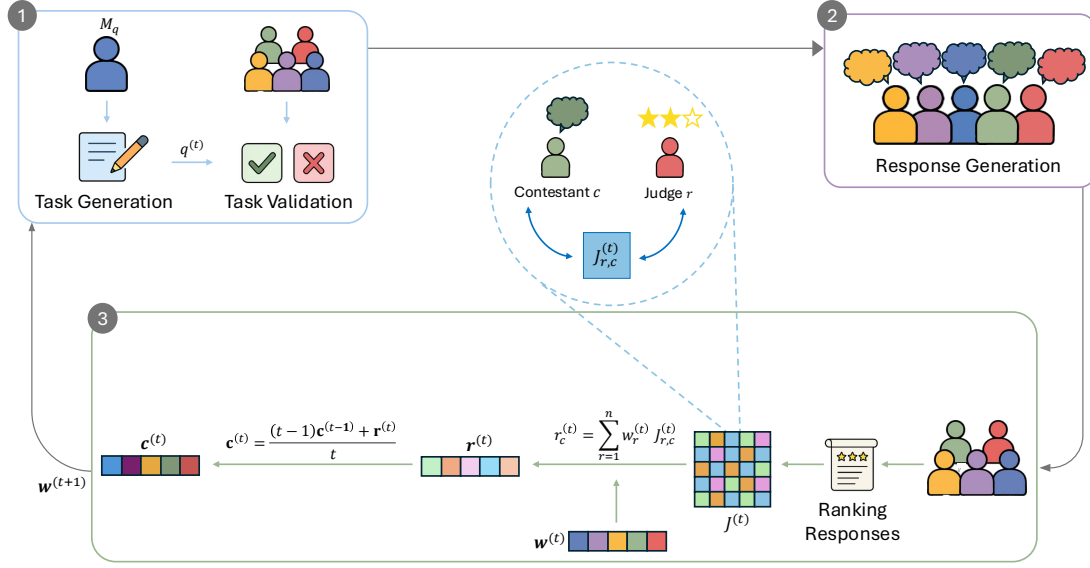 1
M_q
q^(t)
Task Generation
Task Validation
2
Response Generation
Contestant c
Judge r
J_{r,c}^{(t)}
3
c^(t)
c^(t) = ((t−1)c^(t−1) + r^(t)) / t
r^(t)
r_c^{(t)} = ∑_{r=1}^{n} w_r^{(t)} J_{r,c}^{(t)}
J^(t)
Ranking
Responses
w^(t)
w^(t+1)